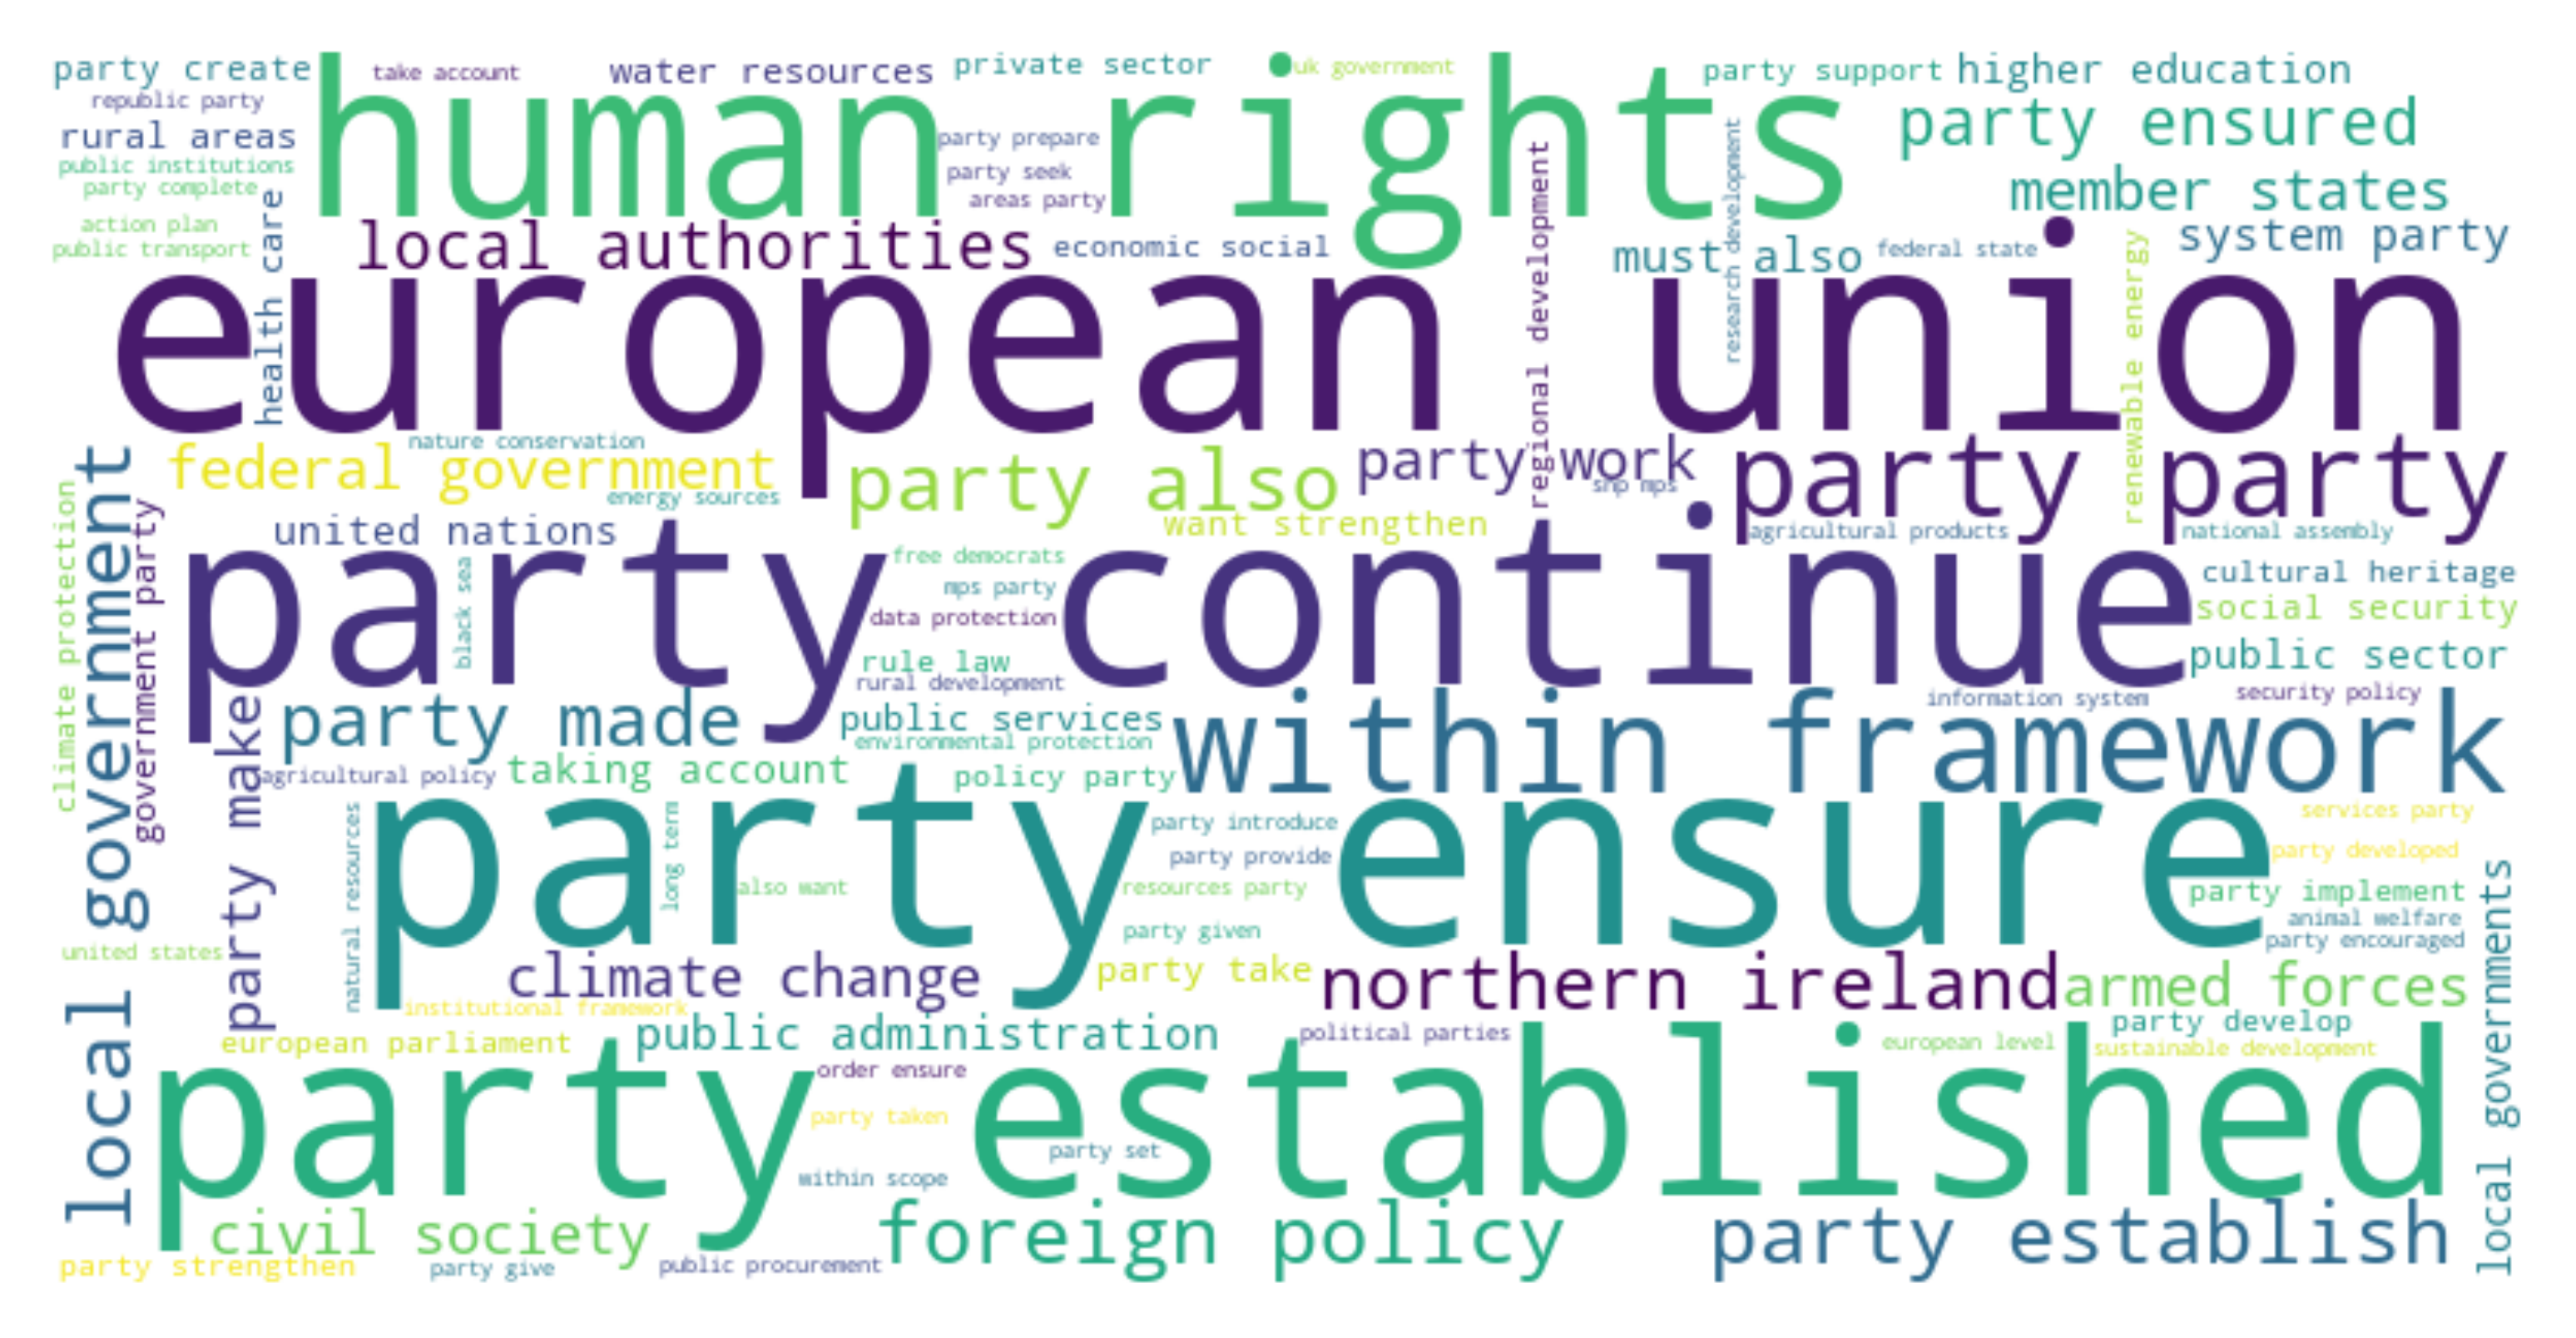 party create
take account
water resources
private sector
uk government
party support
higher education
republic party
human rights
party ensured
rural areas
party prepare
public institutions
party seek
party complete
areas party
member states
action plan
public transport
health care
local authorities
economic social
regional development
research development
must also
federal state
renewable energy
system party
european union
nature conservation
federal government
energy sources
party also
party work
snp mps
party party
united nations
want strengthen
agricultural products
national assembly
climate protection
local government
government party
black sea
party continue
free democrats
mps party
data protection
cultural heritage
social security
rule law
rural development
public sector
party made
public services
environmental protection
within framework
information system
security policy
party make
agricultural policy
taking account
policy party
natural resources
long term
party ensure
party introduce
party provide
also want
resources party
party given
services party
party developed
party implement
animal welfare
party encouraged
local governments
united states
climate change
party take
northern ireland
armed forces
institutional framework
european parliament
public administration
political parties
european level
party develop
sustainable development
order ensure
party established
party taken
party set
within scope
civil society
foreign policy
party establish
party strengthen
party give
public procurement